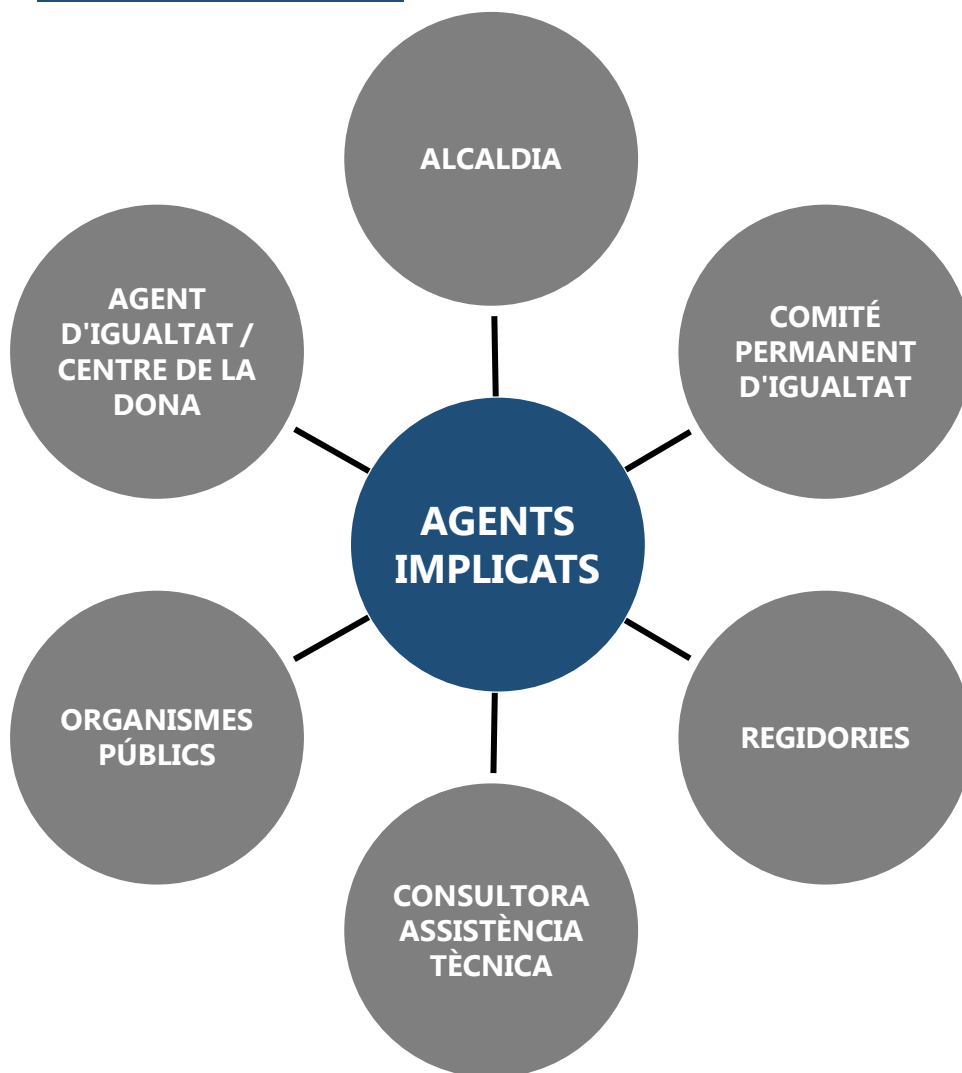 ALCALDIA
COMITÉ
PERMANENT
D'IGUALTAT
REGIDORIES
CONSULTORA
ASSISTÈNCIA
TÈCNICA
ORGANISMES
PÚBLICS
AGENT
D'IGUALTAT /
CENTRE DE LA
DONA
AGENTS
IMPLICATS